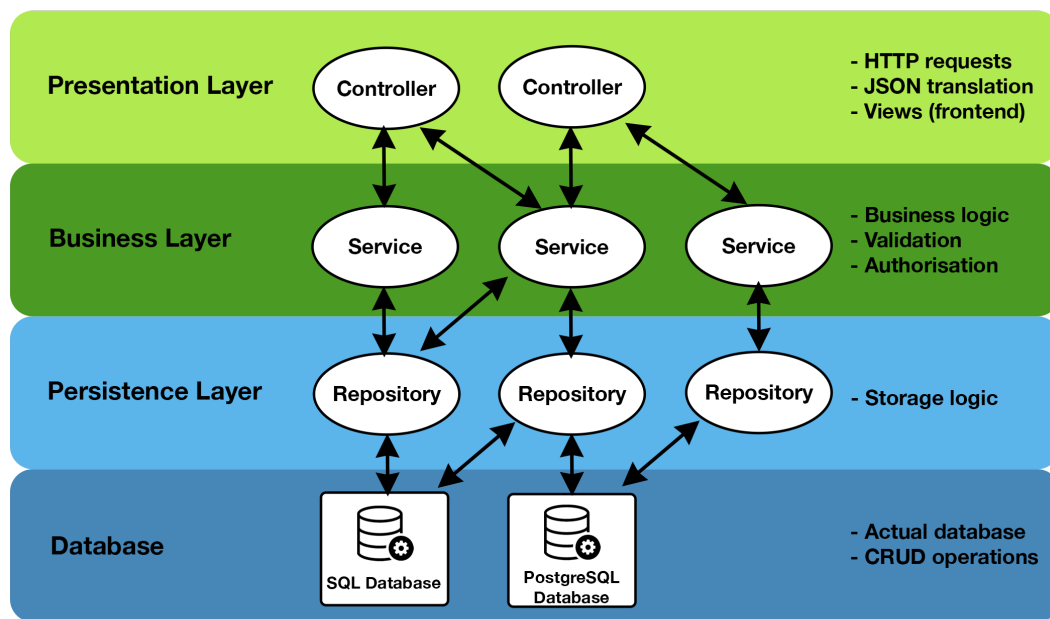 Presentation Layer
Controller
Controller
- HTTP requests
- JSON translation
- Views (frontend)
Business Layer
Service
Service
Service
- Business logic
- Validation
- Authorisation
Persistence Layer
Repository
Repository
Repository
- Storage logic
Database
SQL Database
PostgreSQL
Database
- Actual database
- CRUD operations